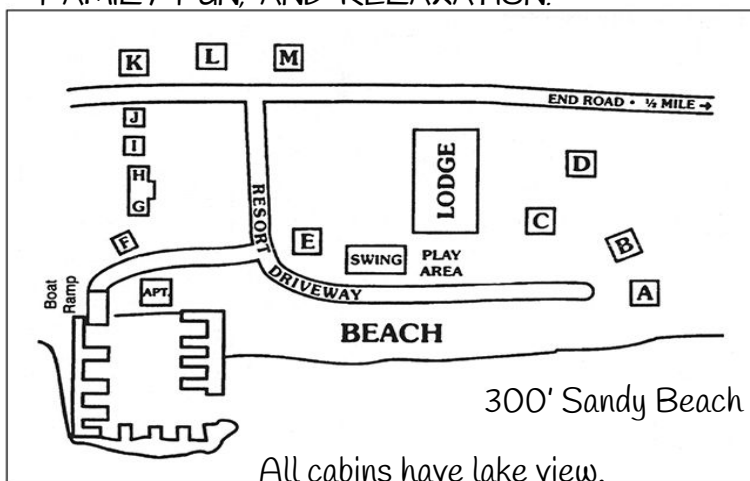 FAMILY FUN, AND RELAXATION.
K
L
M
END ROAD • ½ MILE →
J
I
H
G
F
RESORT
DRIVEWAY
LODGE
D
C
B
A
E
SWING
PLAY
AREA
Boat
Ramp
APT.
BEACH
300' Sandy Beach
All cabins have lake view.